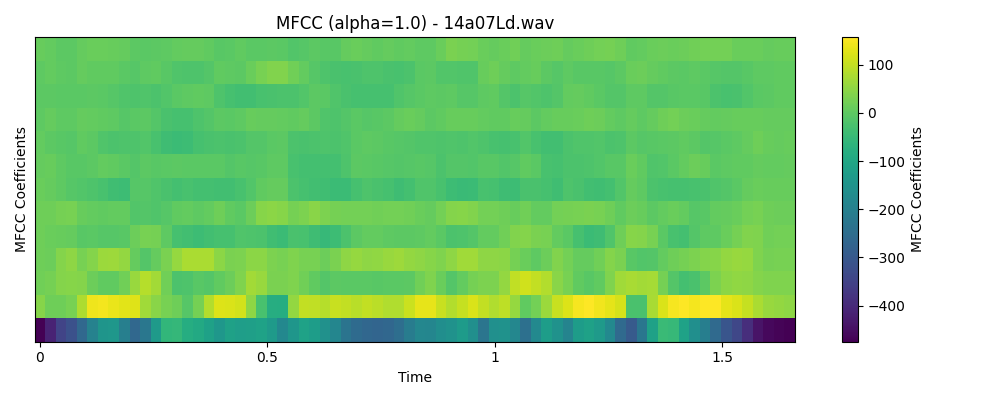 MFCC (alpha=1.0) - 14a07Ld.wav
MFCC Coefficients
0
0.5
1
1.5
Time
100
0
−100
−200
−300
−400
MFCC Coefficients